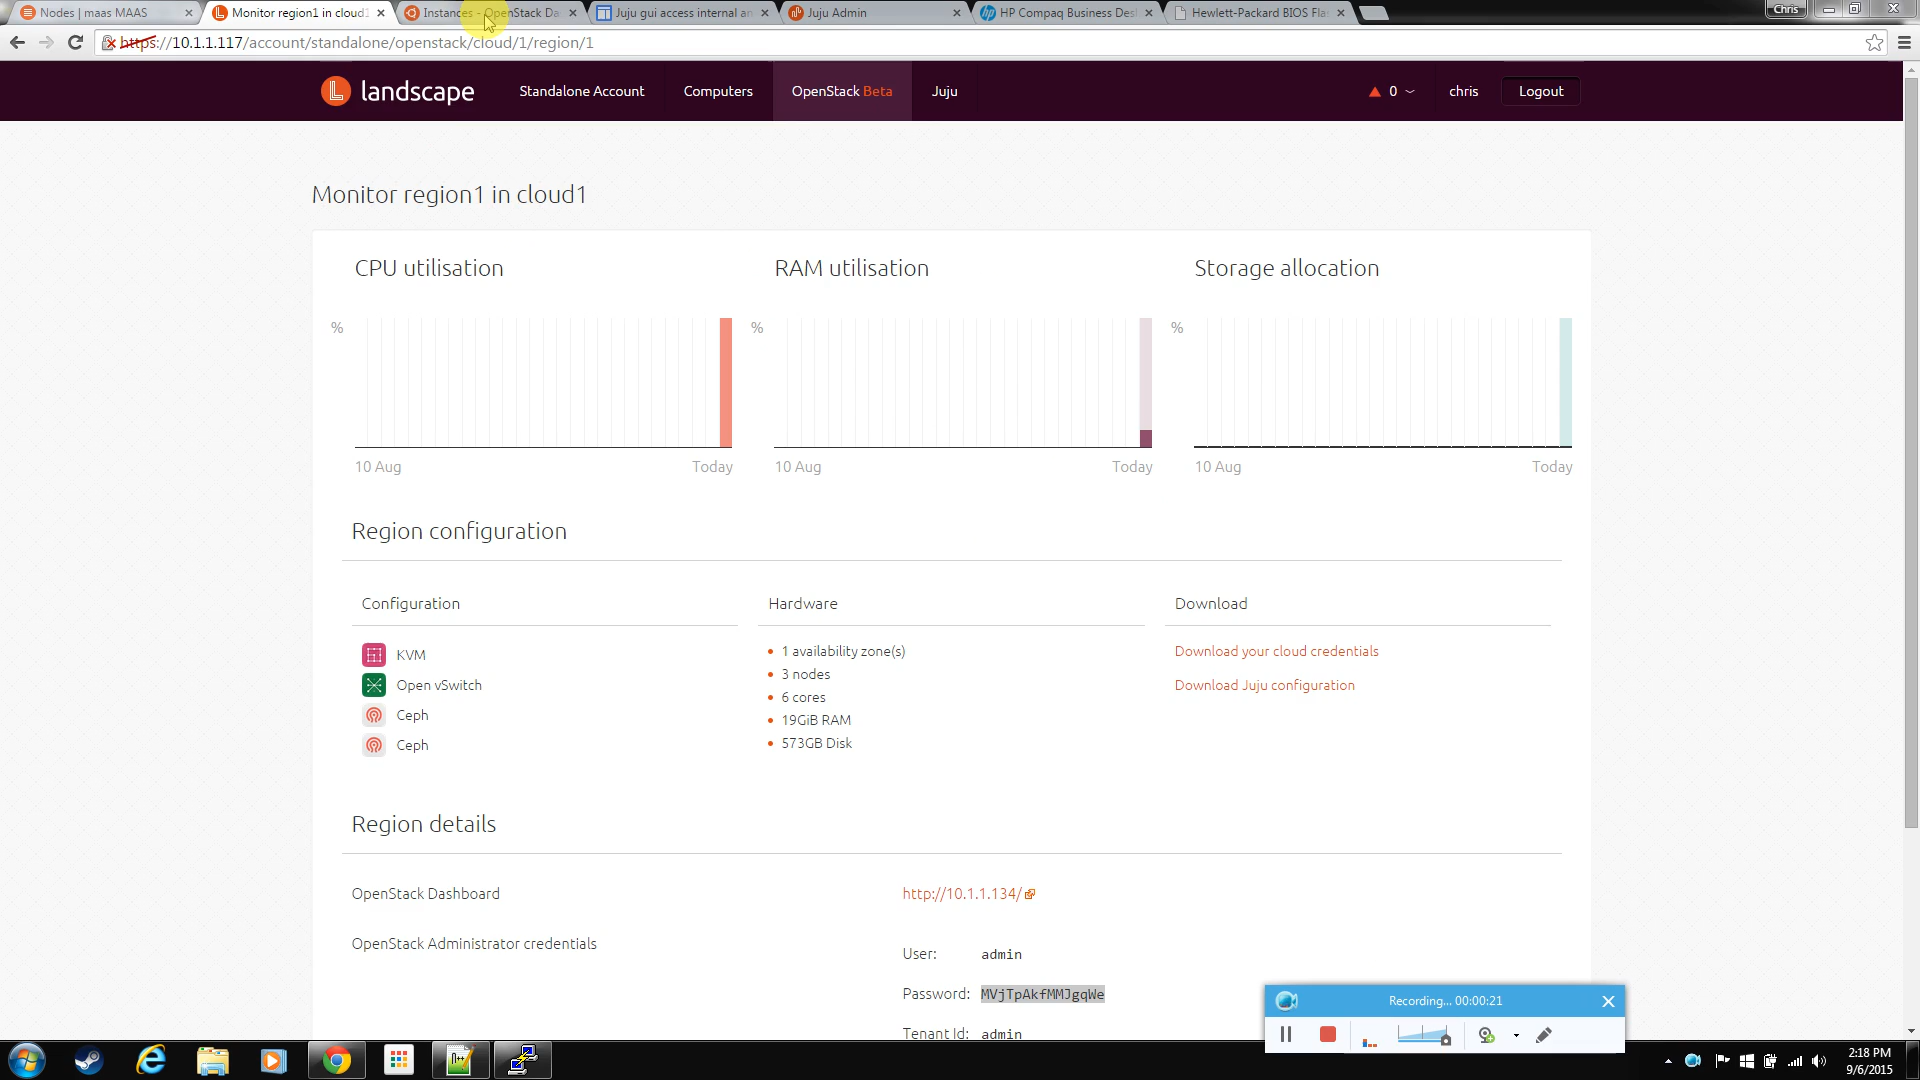 Nodes | maas MAAS
Monitor region1 in cloud1
Instances - OpenStack Da
Juju gui access internal an
Juju Admin
HP Compaq Business Des
Hewlett-Packard BIOS Fla
Chris
https://10.1.1.117/account/standalone/openstack/cloud/1/region/1
landscape
Standalone Account
Computers
OpenStack Beta
Juju
0
chris
Logout
Monitor region1 in cloud1
CPU utilisation
RAM utilisation
Storage allocation
%
%
%
10 Aug
Today
10 Aug
Today
10 Aug
Today
Region configuration
Configuration
Hardware
Download
KVM
Open vSwitch
Ceph
Ceph
1 availability zone(s)
3 nodes
6 cores
19GiB RAM
573GB Disk
Download your cloud credentials
Download Juju configuration
Region details
OpenStack Dashboard
http://10.1.1.134/
OpenStack Administrator credentials
User: admin
Password: MVjTpAkfMMJgqWe
Tenant Id: admin
Recording... 00:00:21
2:18 PM
9/6/2015